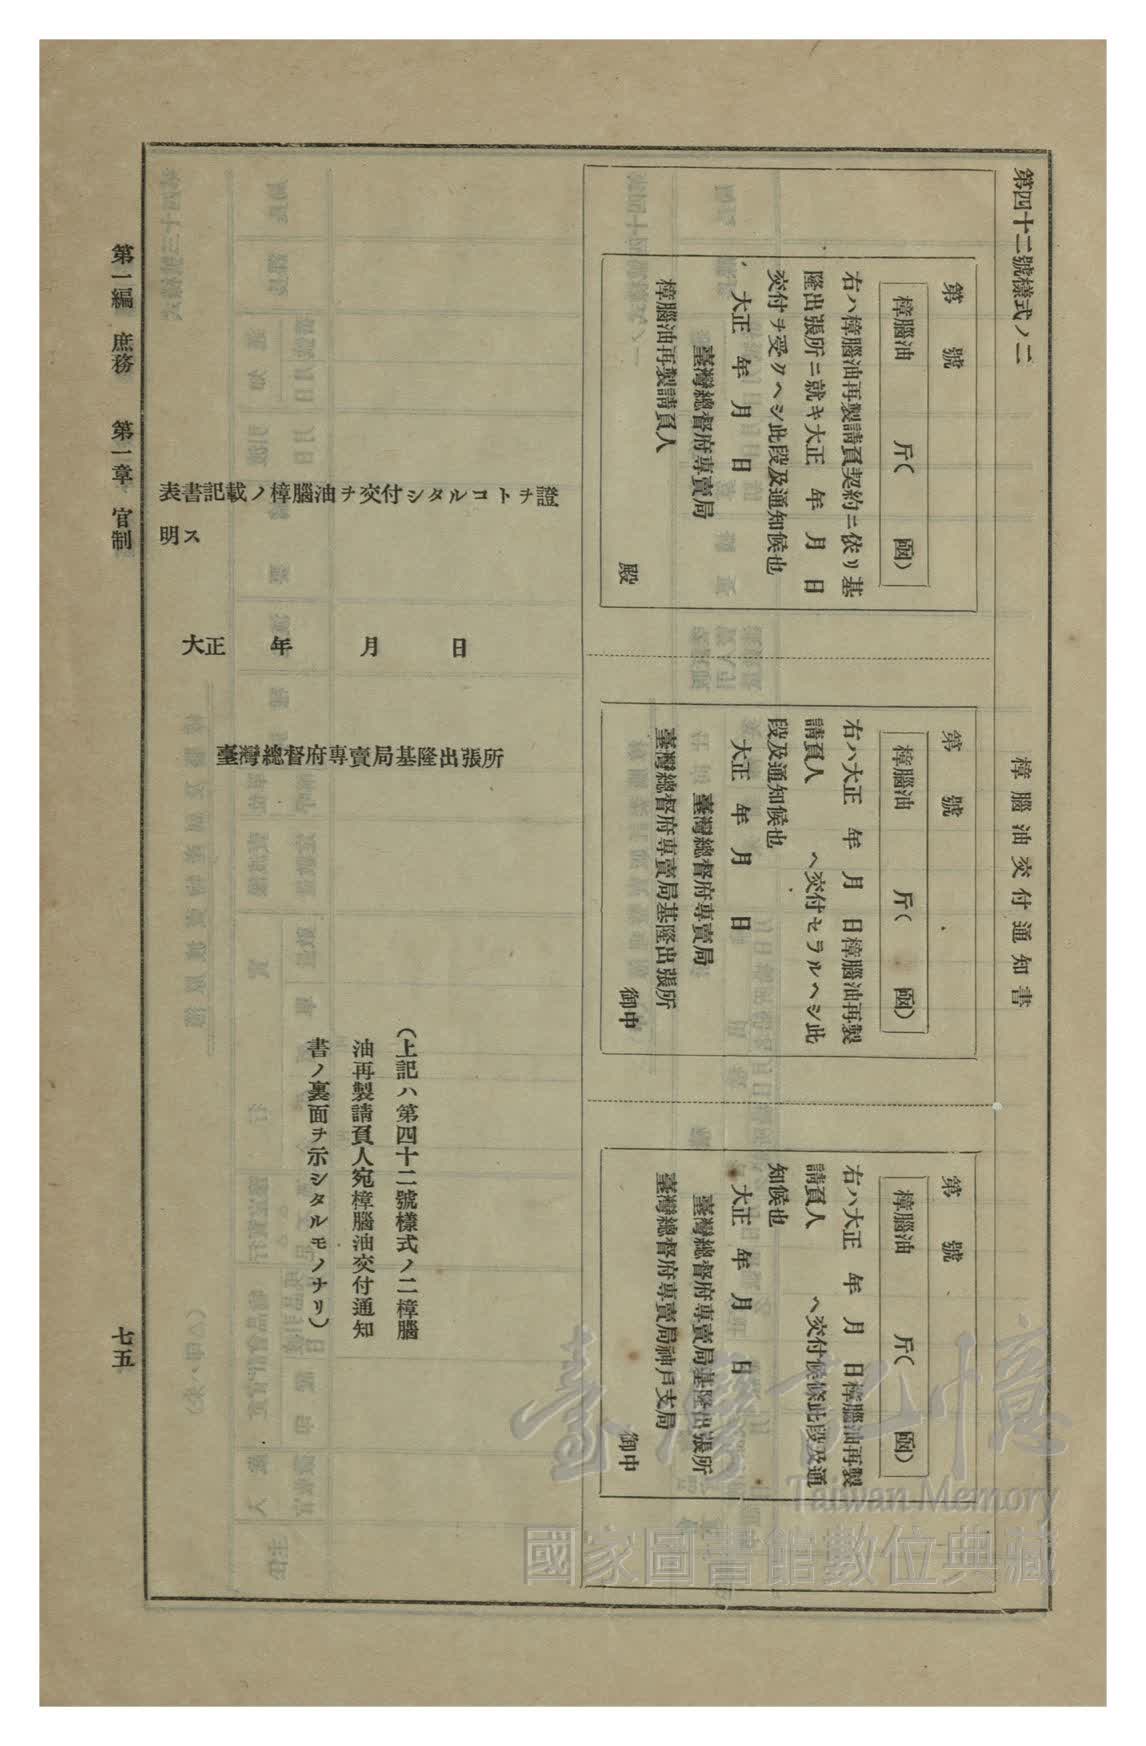 第四十二號樣式ノ二
樟腦油交付通知書
第　號
樟腦油　斤（　凾）
右ハ樟腦油再製請負契約ニ依リ基
隆出張所ニ就キ大正　年　月　日
交付ヲ受クヘシ此段及通知候也
大正　年　月　日
臺灣總督府專賣局
樟腦油再製請負人
殿
第　號
樟腦油　斤（　凾）
右ハ大正　年　月　日樟腦油再製
請負人　ヘ交付セラルヘシ此
段及通知候也
大正　年　月　日
臺灣總督府專賣局
臺灣總督府專賣局基隆出張所
御中
第　號
樟腦油　斤（　凾）
右ハ大正　年　月　日樟腦油再製
請負人　ヘ交付候條此段及通
知候也
大正　年　月　日
臺灣總督府專賣局基隆出張所
臺灣總督府專賣局神戶支局
御中
表書記載ノ樟腦油ヲ交付シタルコトヲ證
明ス
大正　年　月　日
臺灣總督府專賣局基隆出張所
（上記ハ第四十二號樣式ノ二樟腦
油再製請負人宛樟腦油交付通知
書ノ裏面ヲ示シタルモノナリ）
第一編　庶務　第一章　官制
七五
臺灣記憶
Taiwan Memory
國家圖書館數位典藏